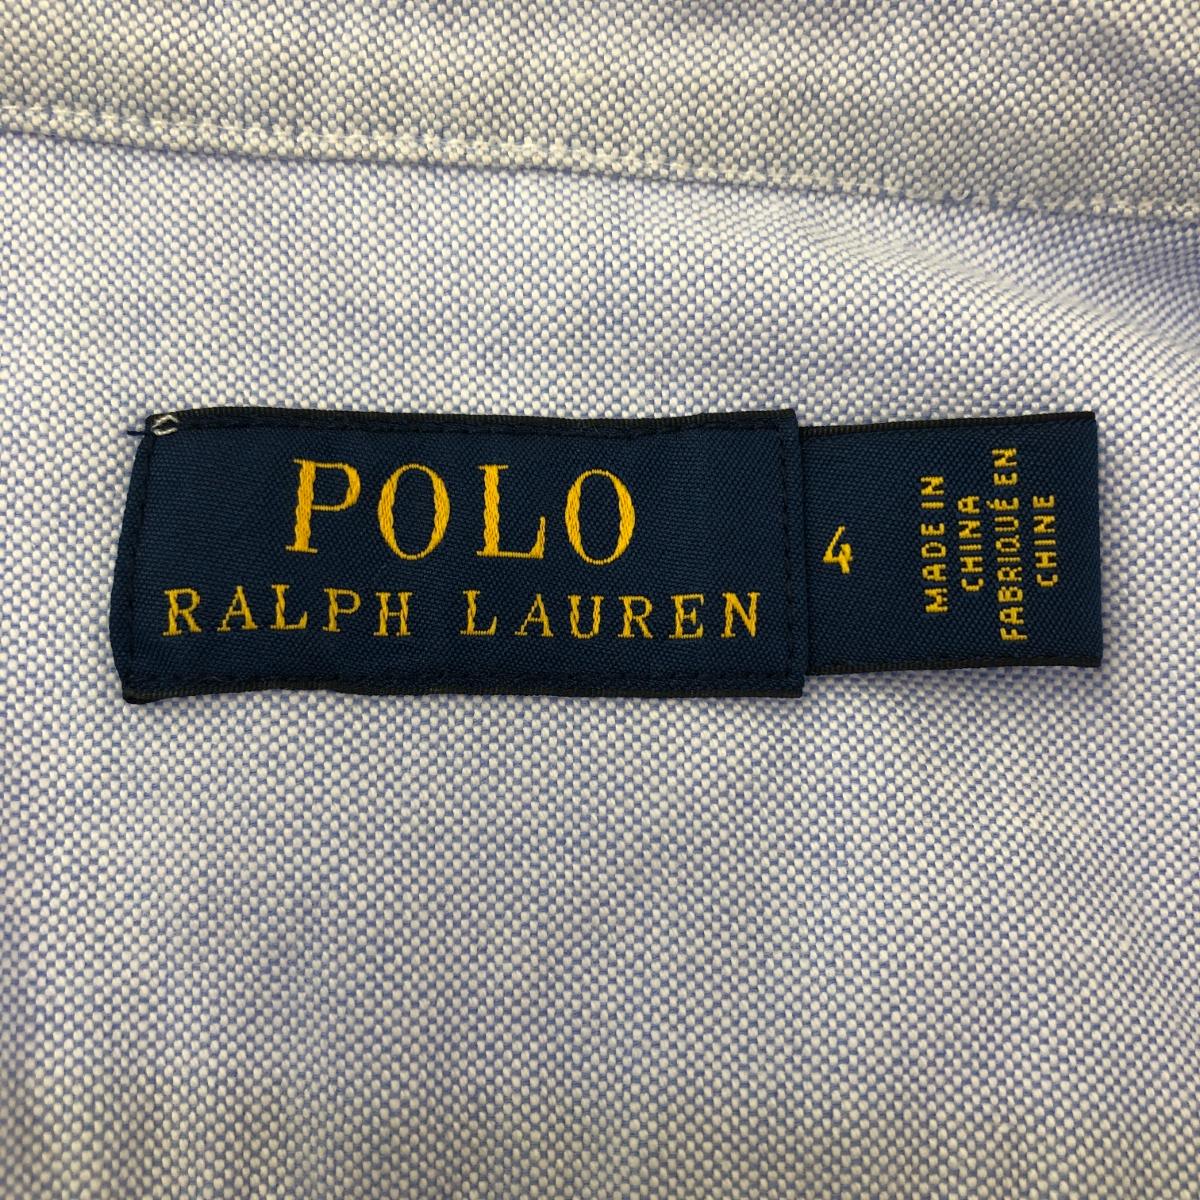 POLO
RALPH LAUREN
4
MADE IN
CHINA
FABRIQUÉ EN
CHINE